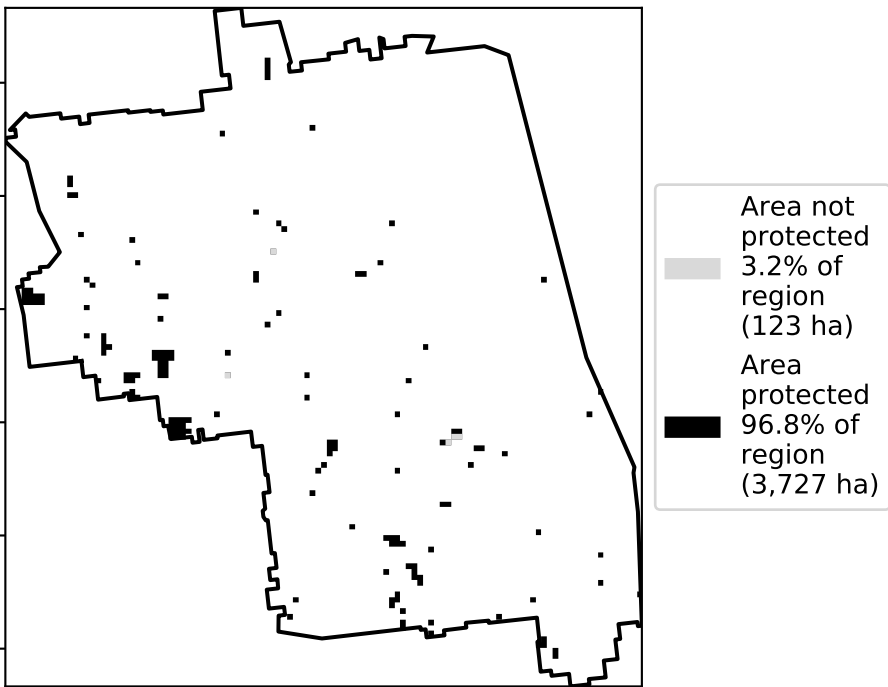 Area not
protected
3.2% of
region
(123 ha)
Area
protected
96.8% of
region
(3,727 ha)